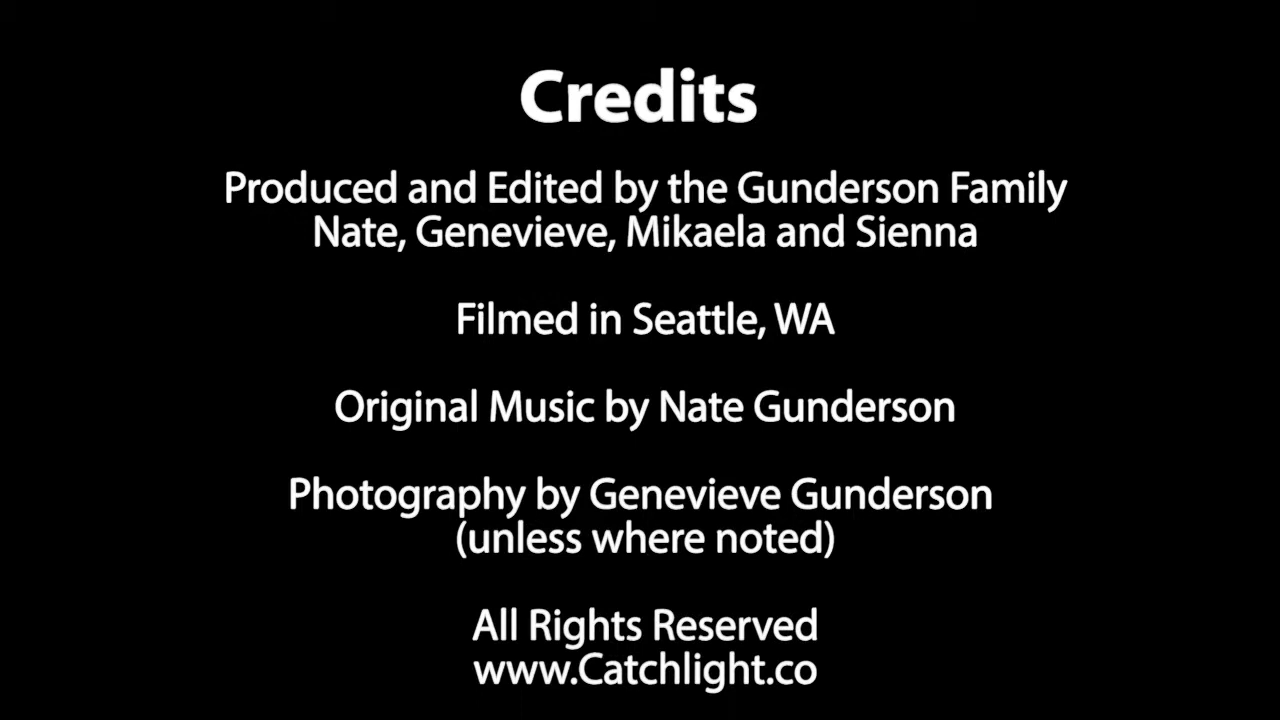 Credits
Produced and Edited by the Gunderson Family
Nate, Genevieve, Mikaela and Sienna
Filmed in Seattle, WA
Original Music by Nate Gunderson
Photography by Genevieve Gunderson
(unless where noted)
All Rights Reserved
www.Catchlight.co